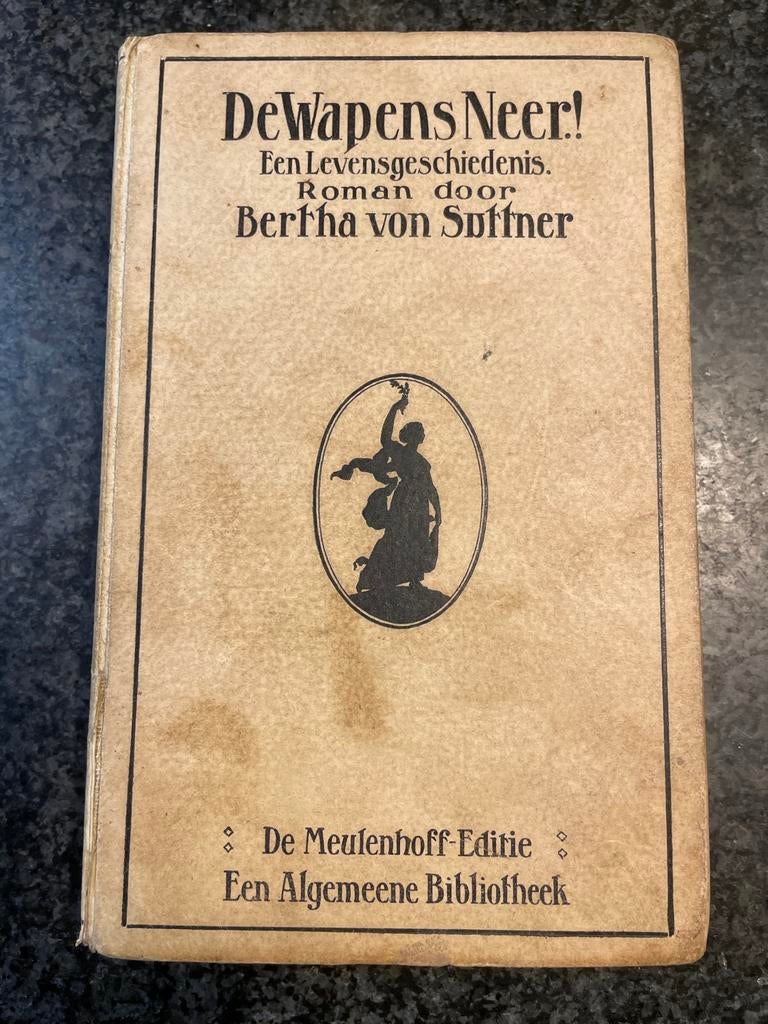 De Wapens Neer!
Een Levensgeschiedenis.
Roman door
Bertha von Suttner
De Meulenhoff-Editie
Een Algemeene Bibliotheek